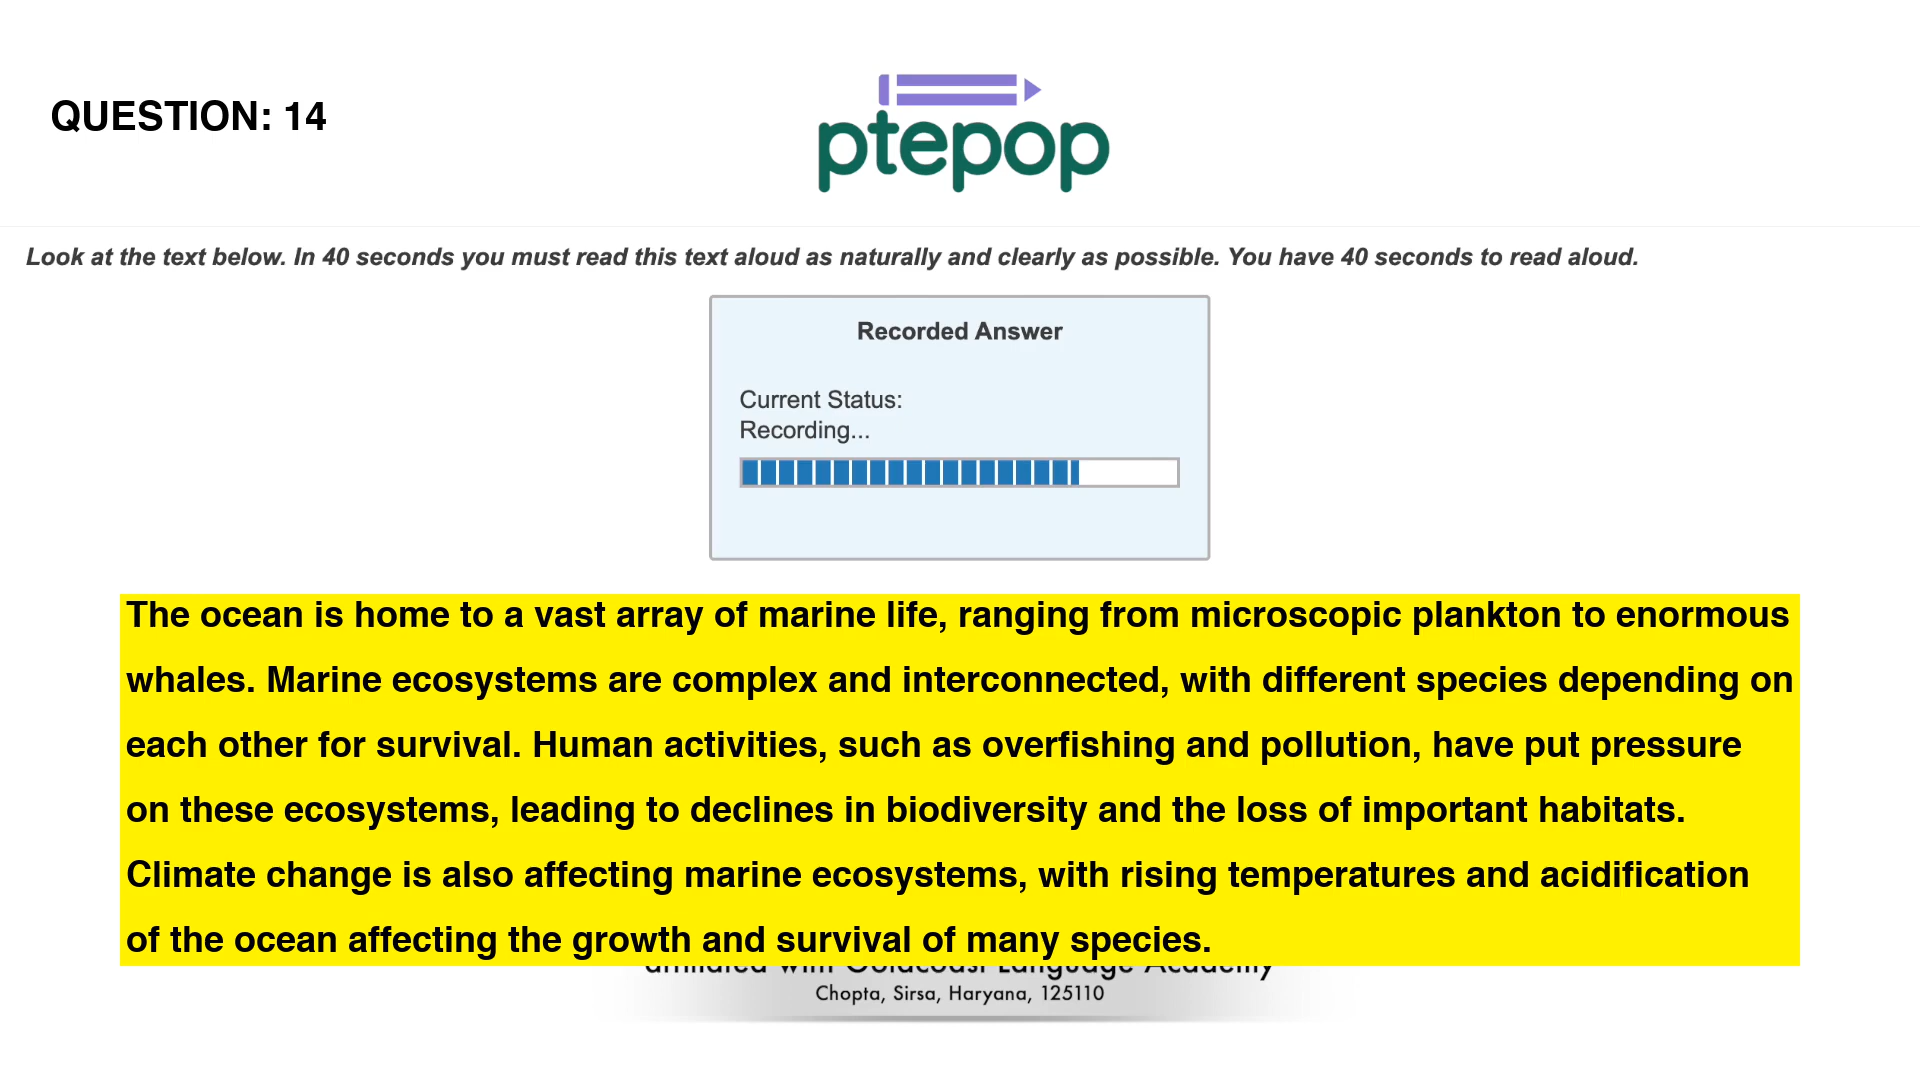 QUESTION: 14
ptepop
Look at the text below. In 40 seconds you must read this text aloud as naturally and clearly as possible. You have 40 seconds to read aloud.
Recorded Answer
Current Status:
Recording...
The ocean is home to a vast array of marine life, ranging from microscopic plankton to enormous
whales. Marine ecosystems are complex and interconnected, with different species depending on
each other for survival. Human activities, such as overfishing and pollution, have put pressure
on these ecosystems, leading to declines in biodiversity and the loss of important habitats.
Climate change is also affecting marine ecosystems, with rising temperatures and acidification
of the ocean affecting the growth and survival of many species.
affiliated with Goldcoast Language Academy
Chopta, Sirsa, Haryana, 125110